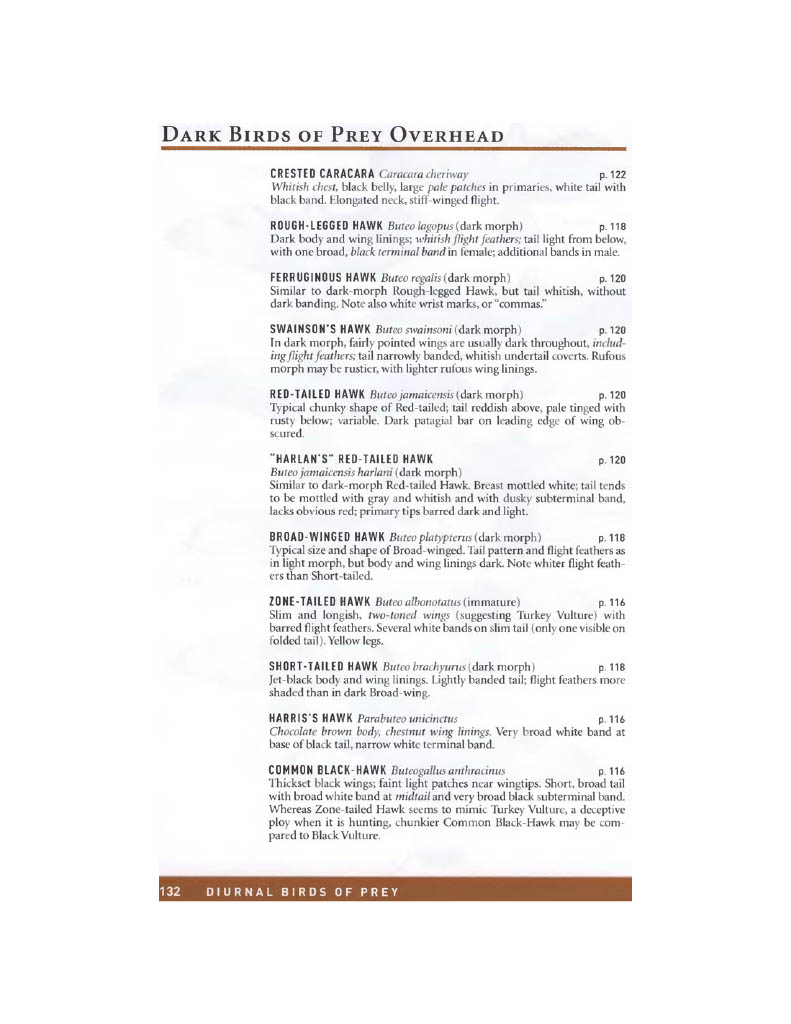 DARK BIRDS OF PREY OVERHEAD
CRESTED CARACARA Caracara cheriway p. 122
Whitish chest, black belly, large pale patches in primaries, white tail with
black band. Elongated neck, stiff-winged flight.
ROUGH-LEGGED HAWK Buteo lagopus (dark morph) p. 118
Dark body and wing linings; whitish flight feathers; tail light from below,
with one broad, black terminal band in female; additional bands in male.
FERRUGINOUS HAWK Buteo regalis (dark morph) p. 120
Similar to dark-morph Rough-legged Hawk, but tail whitish, without
dark banding. Note also white wrist marks, or “commas.”
SWAINSON'S HAWK Buteo swainsoni (dark morph) p. 120
In dark morph, fairly pointed wings are usually dark throughout, includ-
ing flight feathers; tail narrowly banded, whitish undertail coverts. Rufous
morph may be rustier, with lighter rufous wing linings.
RED-TAILED HAWK Buteo jamaicensis (dark morph) p. 120
Typical chunky shape of Red-tailed; tail reddish above, pale tinged with
rusty below; variable. Dark patagial bar on leading edge of wing ob-
scured.
"HARLAN'S" RED-TAILED HAWK p. 120
Buteo jamaicensis harlani (dark morph)
Similar to dark-morph Red-tailed Hawk. Breast mottled white; tail tends
to be mottled with gray and whitish and with dusky subterminal band,
lacks obvious red; primary tips barred dark and light.
BROAD-WINGED HAWK Buteo platypterus (dark morph) p. 118
Typical size and shape of Broad-winged. Tail pattern and flight feathers as
in light morph, but body and wing linings dark. Note whiter flight feath-
ers than Short-tailed.
ZONE-TAILED HAWK Buteo albonotatus (immature) p. 116
Slim and longish, two-toned wings (suggesting Turkey Vulture) with
barred flight feathers. Several white bands on slim tail (only one visible on
folded tail). Yellow legs.
SHORT-TAILED HAWK Buteo brachyurus (dark morph) p. 118
Jet-black body and wing linings. Lightly banded tail; flight feathers more
shaded than in dark Broad-wing.
HARRIS'S HAWK Parabuteo unicinctus p. 116
Chocolate brown body, chestnut wing linings. Very broad white band at
base of black tail, narrow white terminal band.
COMMON BLACK-HAWK Buteogallus anthracinus p. 116
Thickset black wings; faint light patches near wingtips. Short, broad tail
with broad white band at midtail and very broad black subterminal band.
Whereas Zone-tailed Hawk seems to mimic Turkey Vulture, a deceptive
ploy when it is hunting, chunkier Common Black-Hawk may be com-
pared to Black Vulture.
132 DIURNAL BIRDS OF PREY